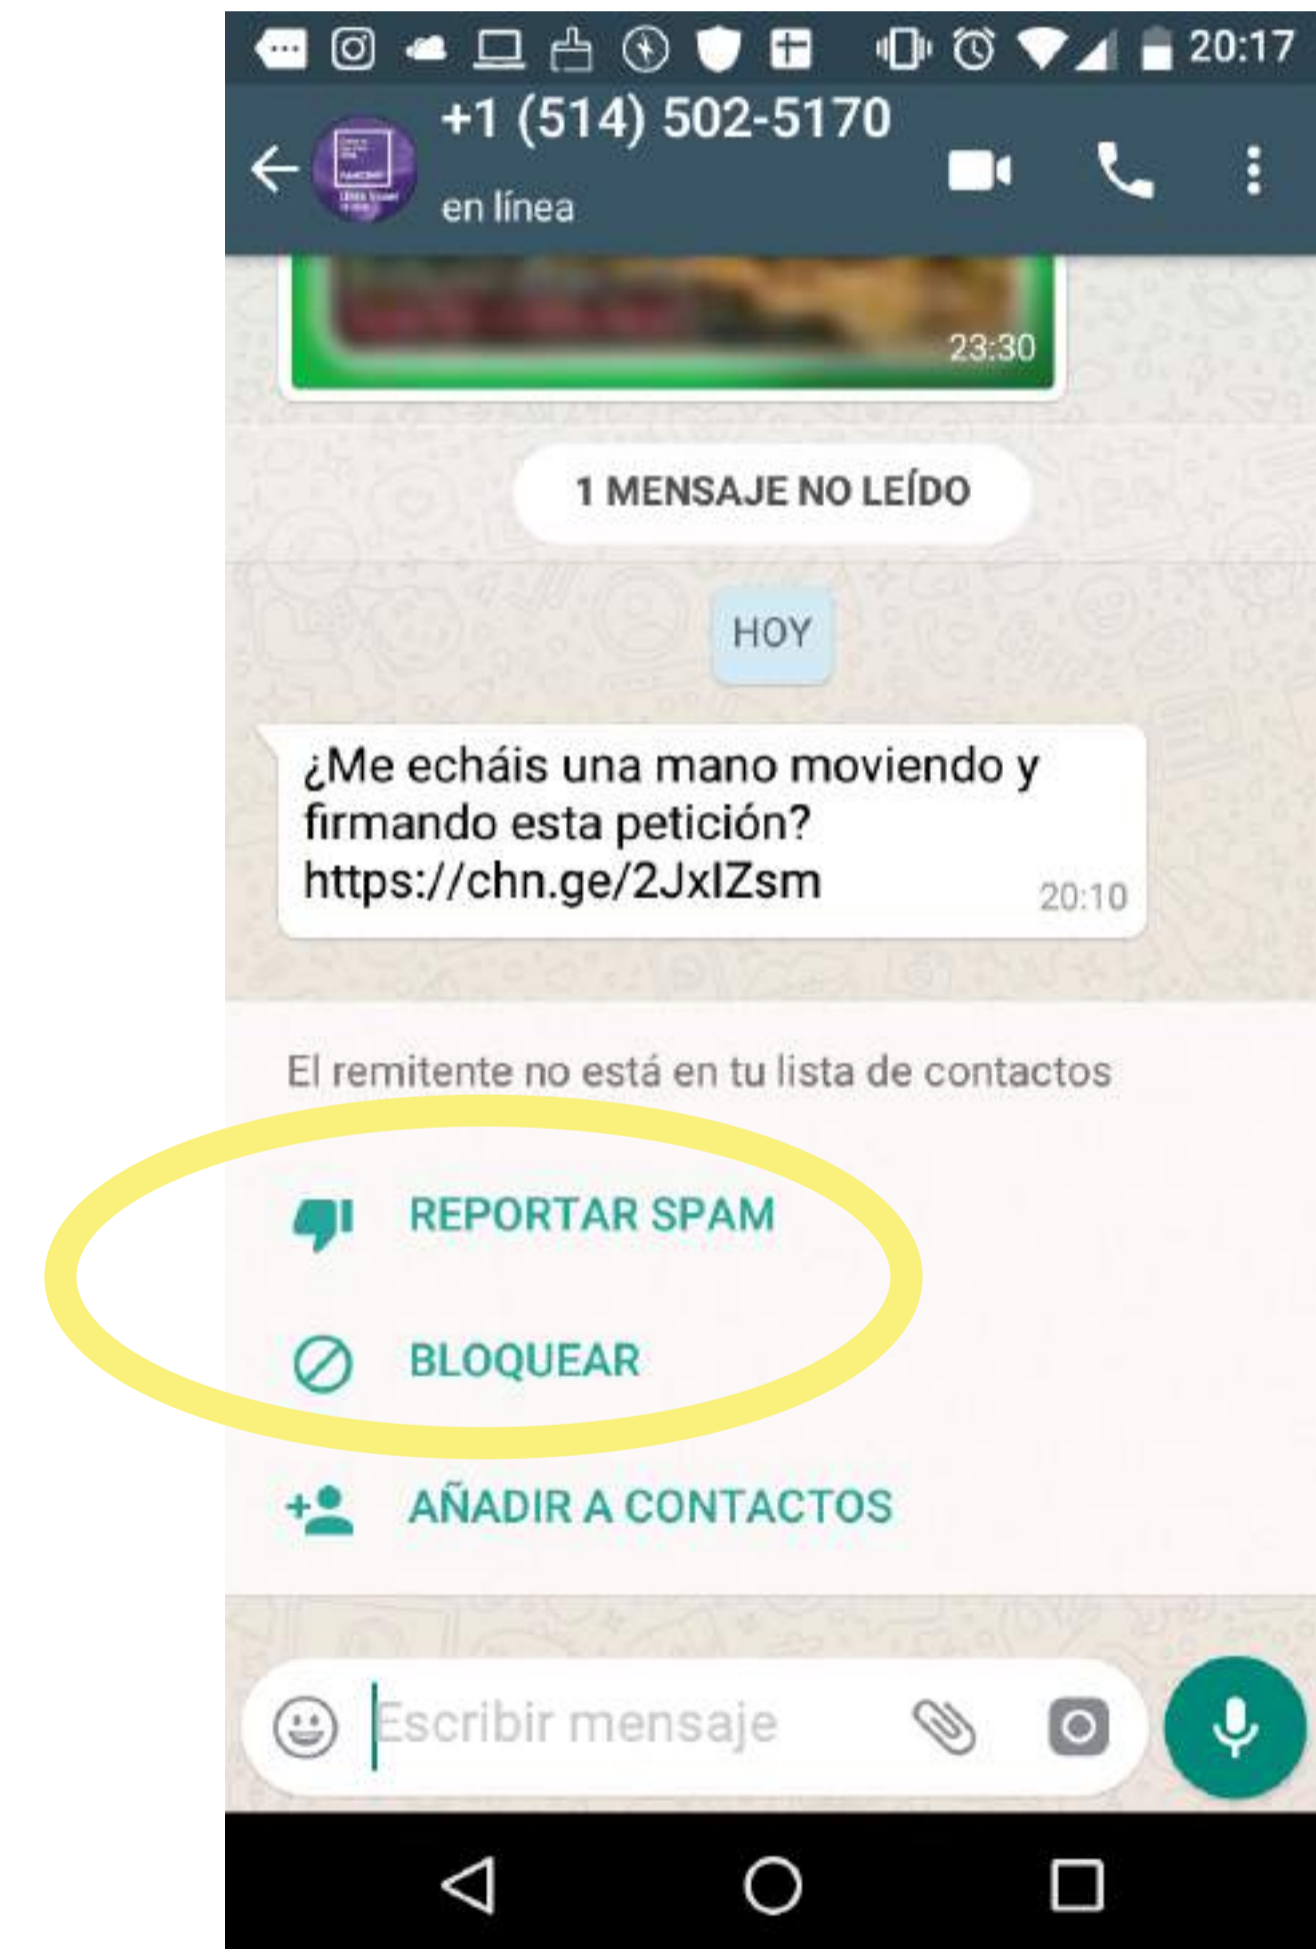 20:17
+1 (514) 502-5170
en línea
23:30
1 MENSAJE NO LEÍDO
HOY
¿Me echáis una mano moviendo y
firmando esta petición?
https://chn.ge/2JxIZsm
20:10
El remitente no está en tu lista de contactos
REPORTAR SPAM
BLOQUEAR
AÑADIR A CONTACTOS
Escribir mensaje